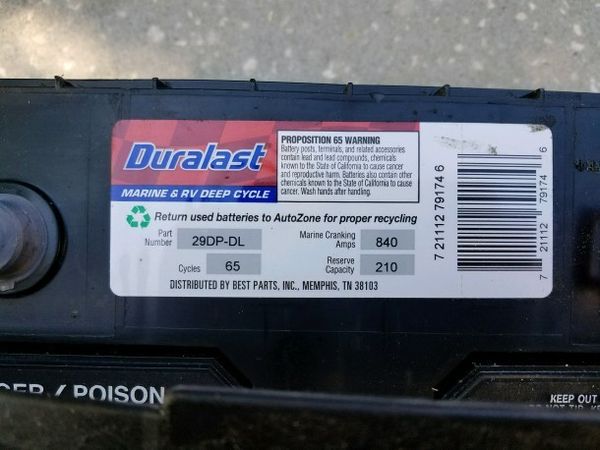 Duralast
MARINE & RV DEEP CYCLE
PROPOSITION 65 WARNING
Battery posts, terminals, and related accessories
contain lead and lead compounds, chemicals
known to the State of California to cause cancer
and reproductive harm. Batteries also contain other
chemicals known to the State of California to cause
cancer. Wash hands after handling.
Return used batteries to AutoZone for proper recycling
Part Number 29DP-DL
Marine Cranking Amps 840
Cycles 65
Reserve Capacity 210
DISTRIBUTED BY BEST PARTS, INC., MEMPHIS, TN 38103
7 21112 79174 6
7 21112 79174 6
/ POISON
KEEP OUT
DO NOT TIP.